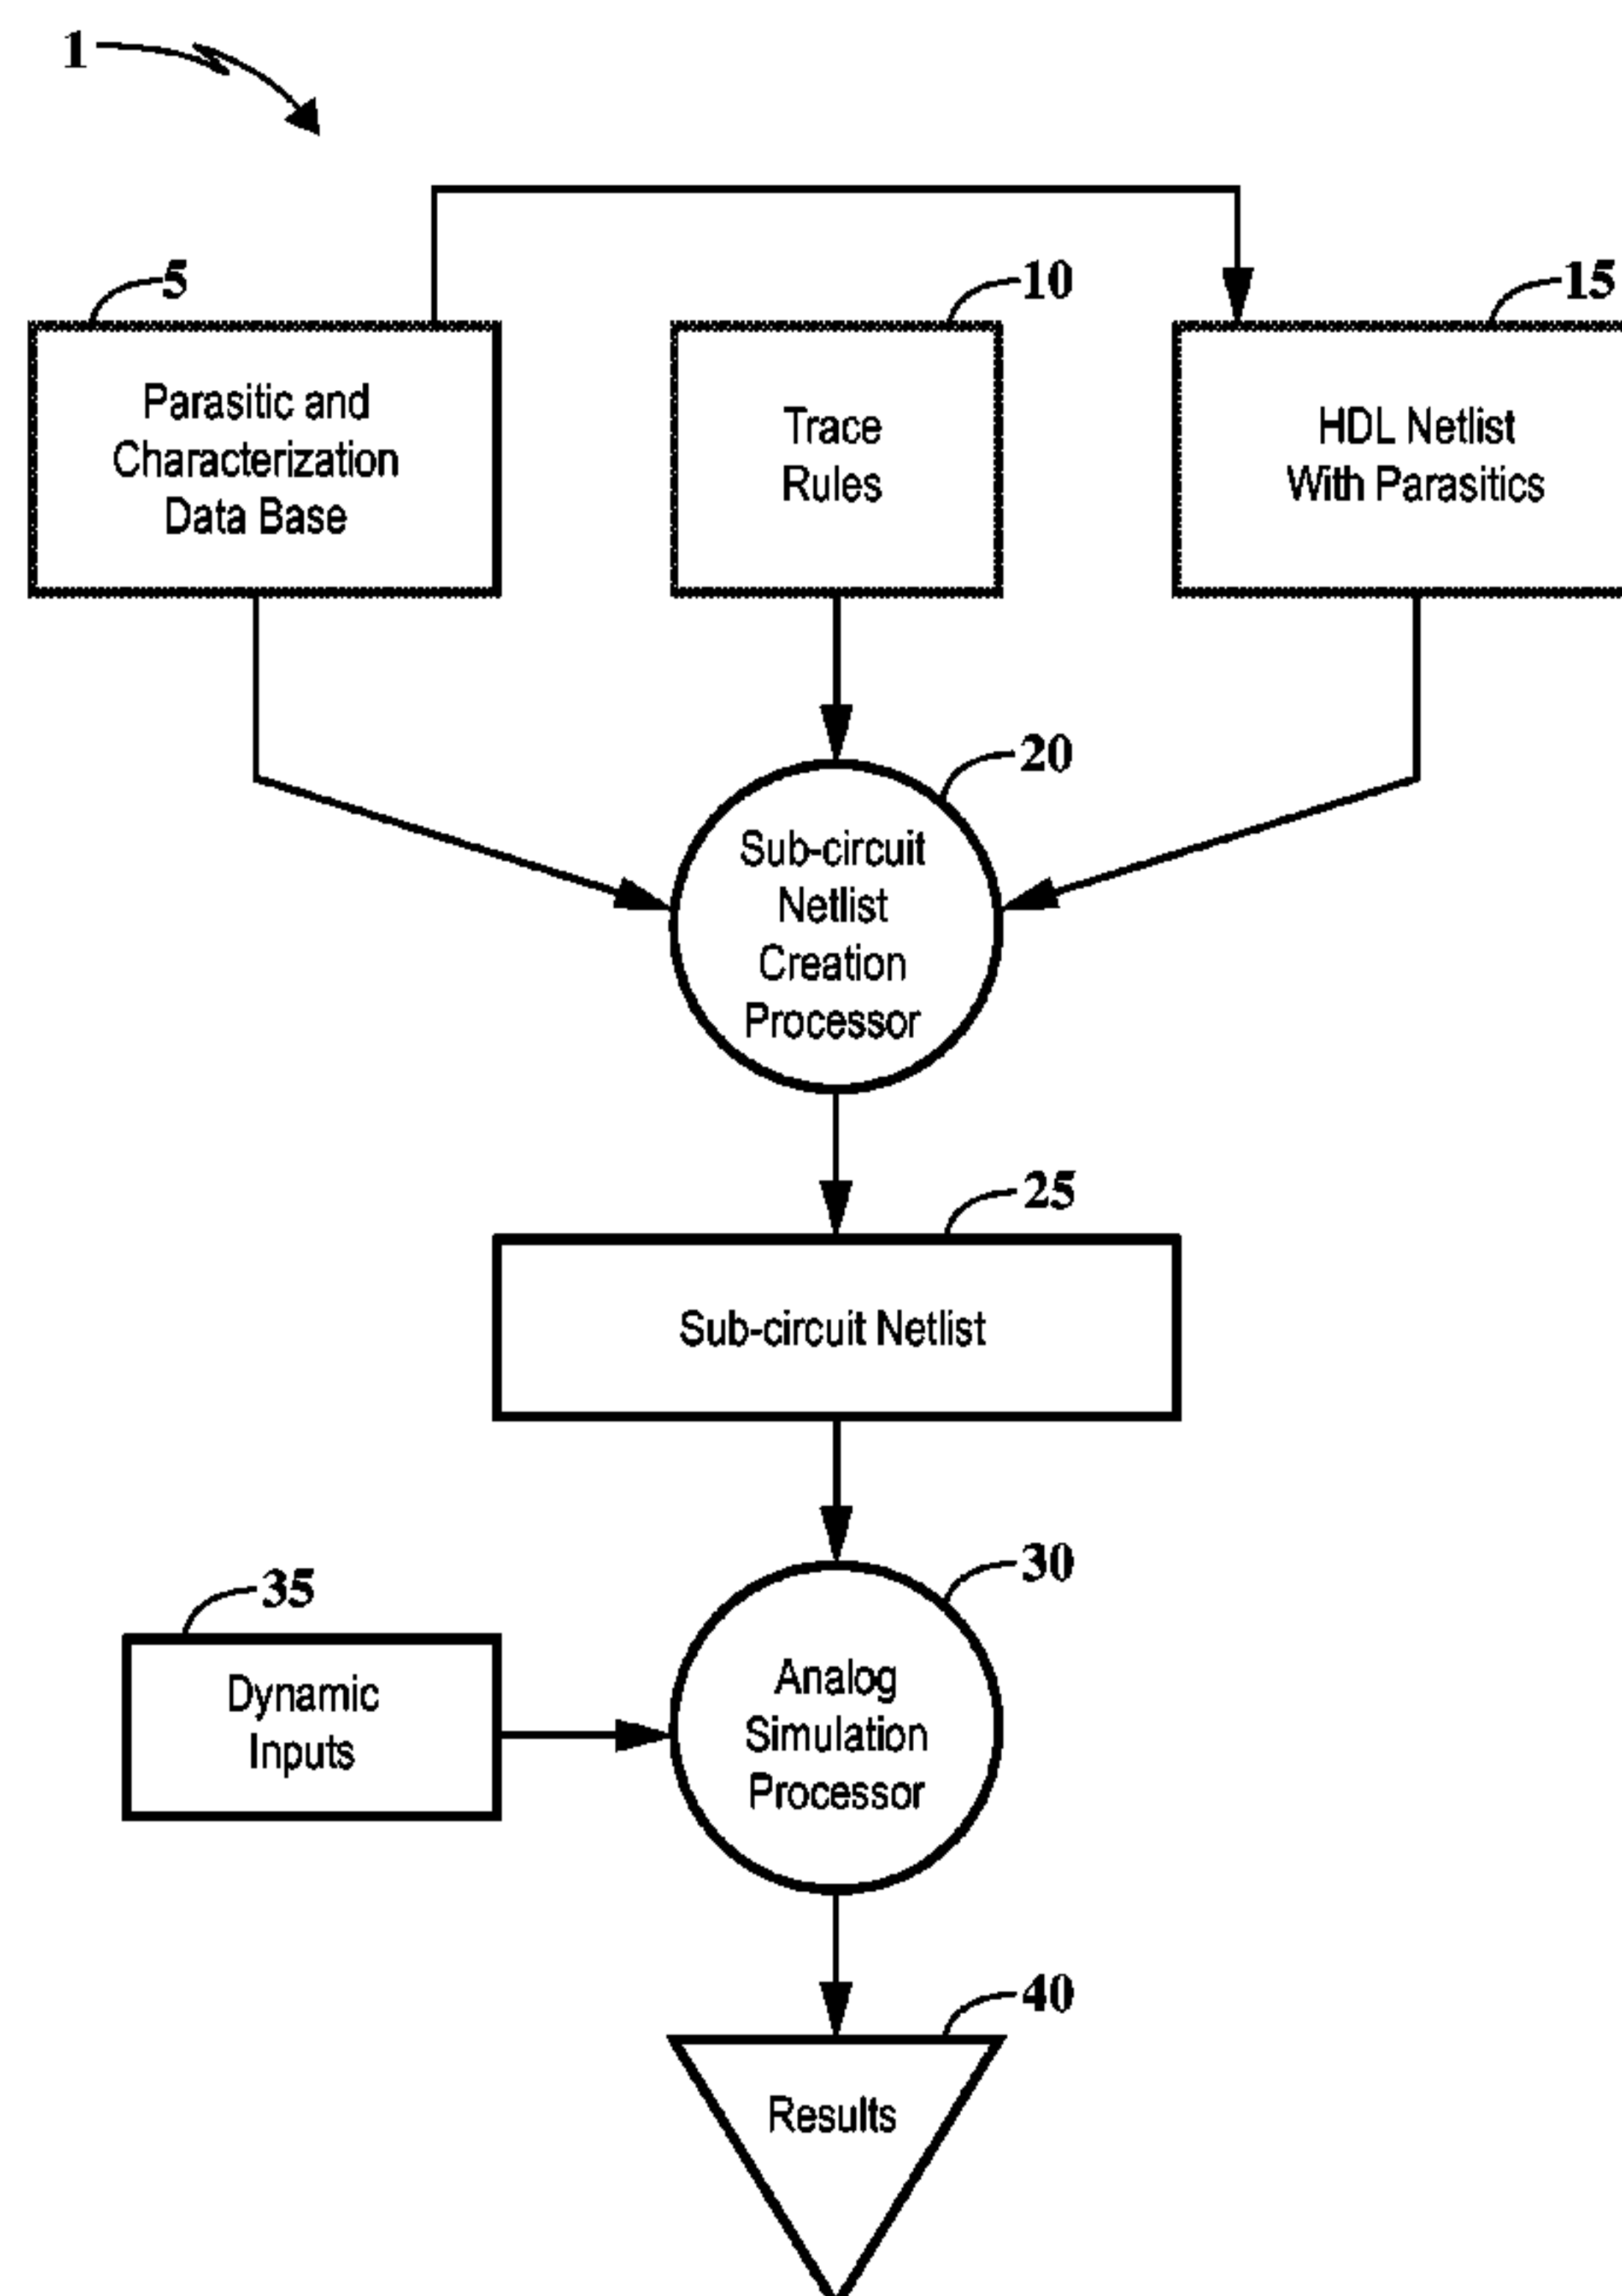 1
5
10
15
Parasitic and
Characterization
Data Base
Trace
Rules
HDL Netlist
With Parasitics
20
Sub-circuit
Netlist
Creation
Processor
25
Sub-circuit Netlist
30
35
Dynamic
Inputs
Analog
Simulation
Processor
40
Results